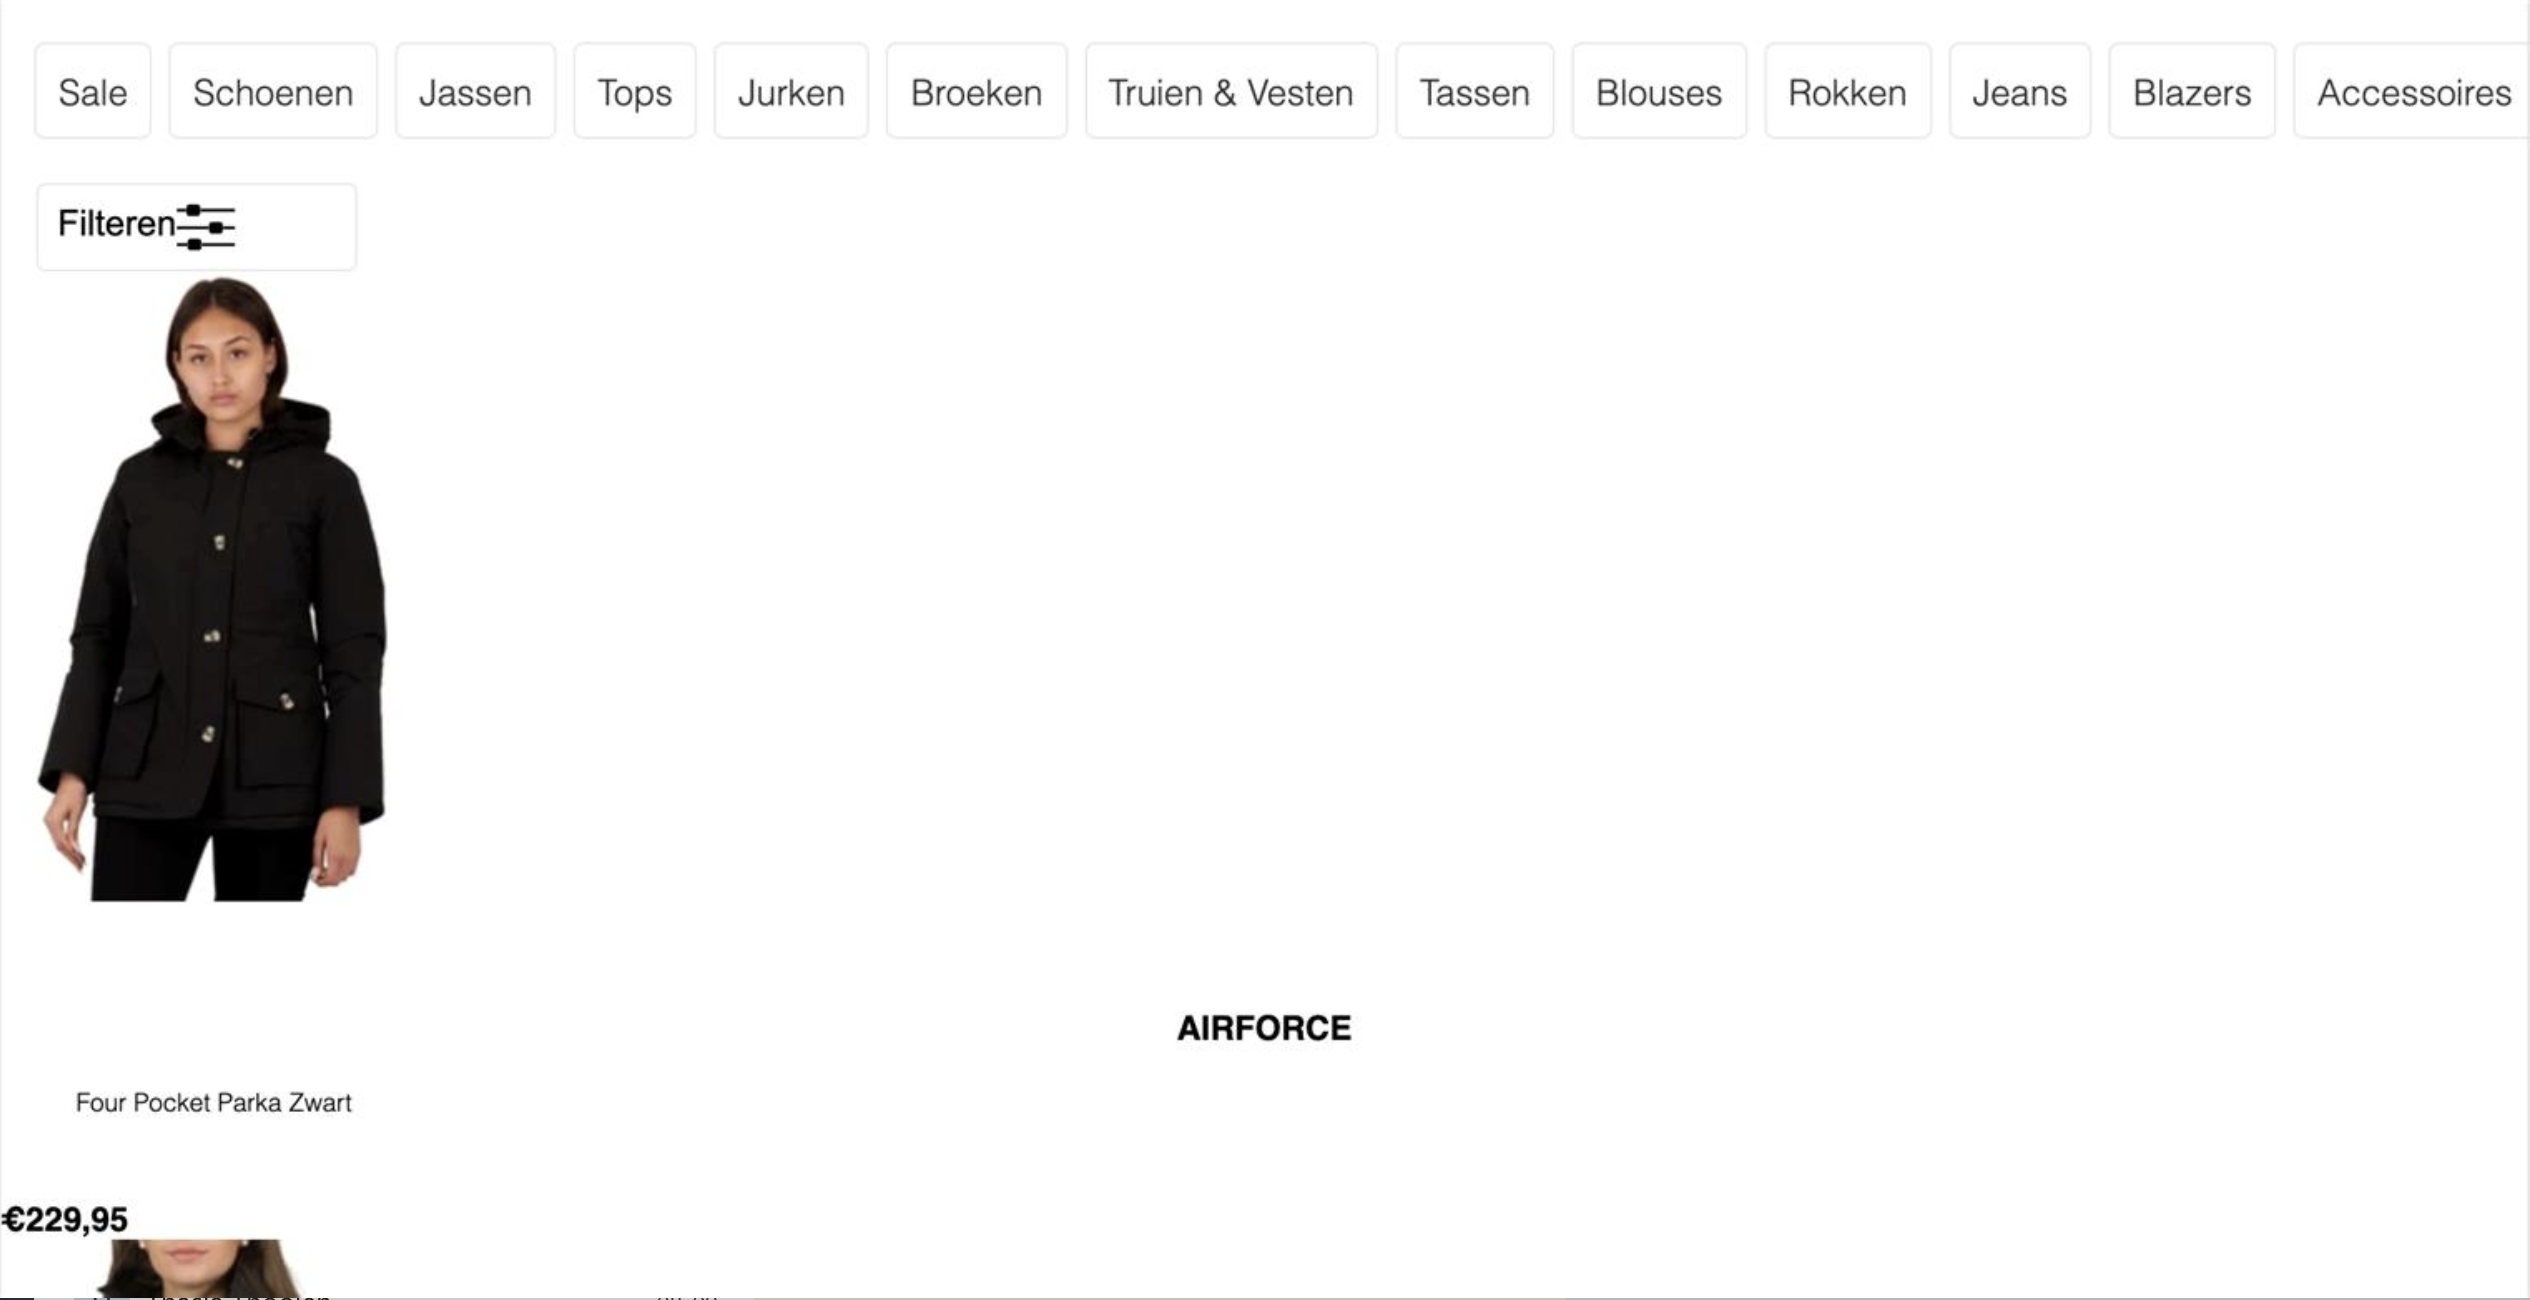 Sale Schoenen Jassen Tops Jurken Broeken Truien & Vesten Tassen Blouses Rokken Jeans Blazers Accessoires
Filteren
AIRFORCE
Four Pocket Parka Zwart
€229,95